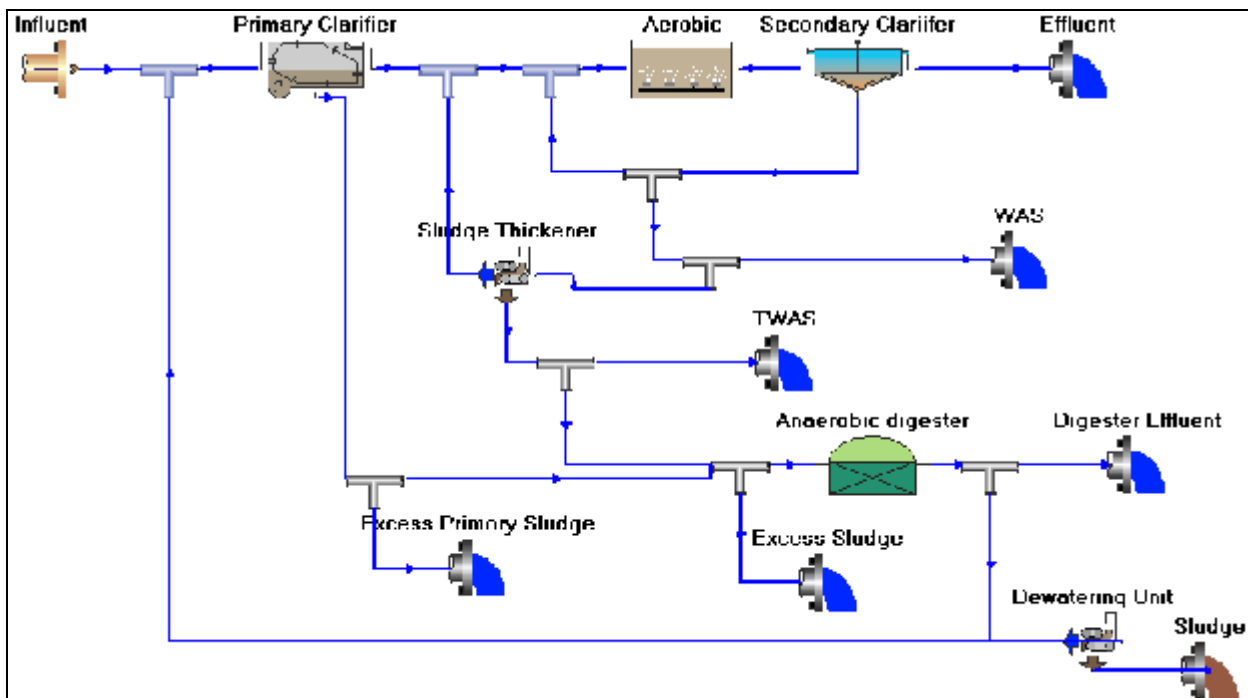 Influent
Primary Clarifier
Aerobic
Secondary Clariifer
Effluent
WAS
Sludge Thickener
TWAS
Anaerobic digester
Digester Effluent
Excess Primary Sludge
Excess Sludge
Dewatering Unit
Sludge